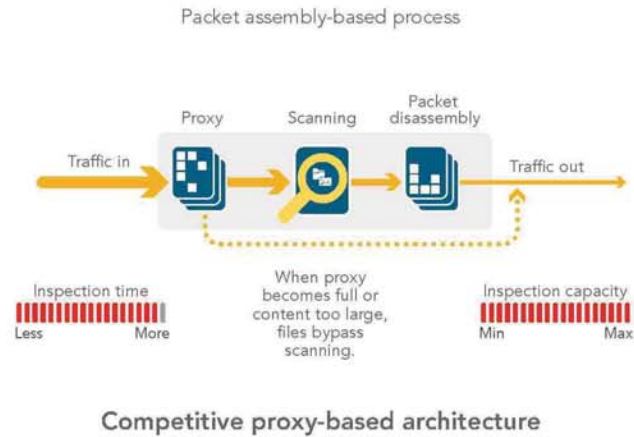 Packet assembly-based process
Proxy
Scanning
Packet
disassembly
Traffic in
Traffic out
When proxy
becomes full or
content too large,
files bypass
scanning.
Inspection time
Less
More
Inspection capacity
Min
Max
Competitive proxy-based architecture